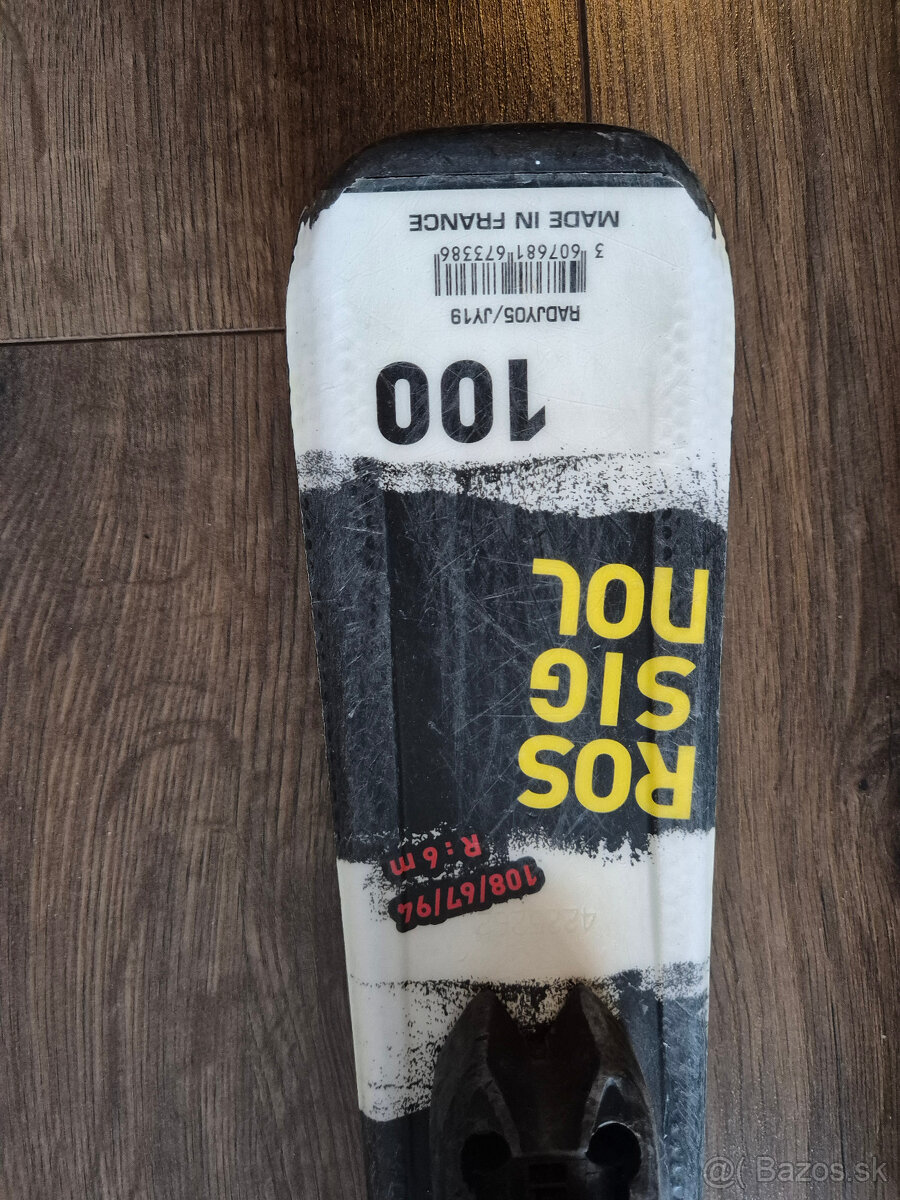 ROS
SIG
NOL
108/67/94
R : 6 m
100
RADJY05/JY19
3 607681 673386
MADE IN FRANCE
@( Bazos.sk